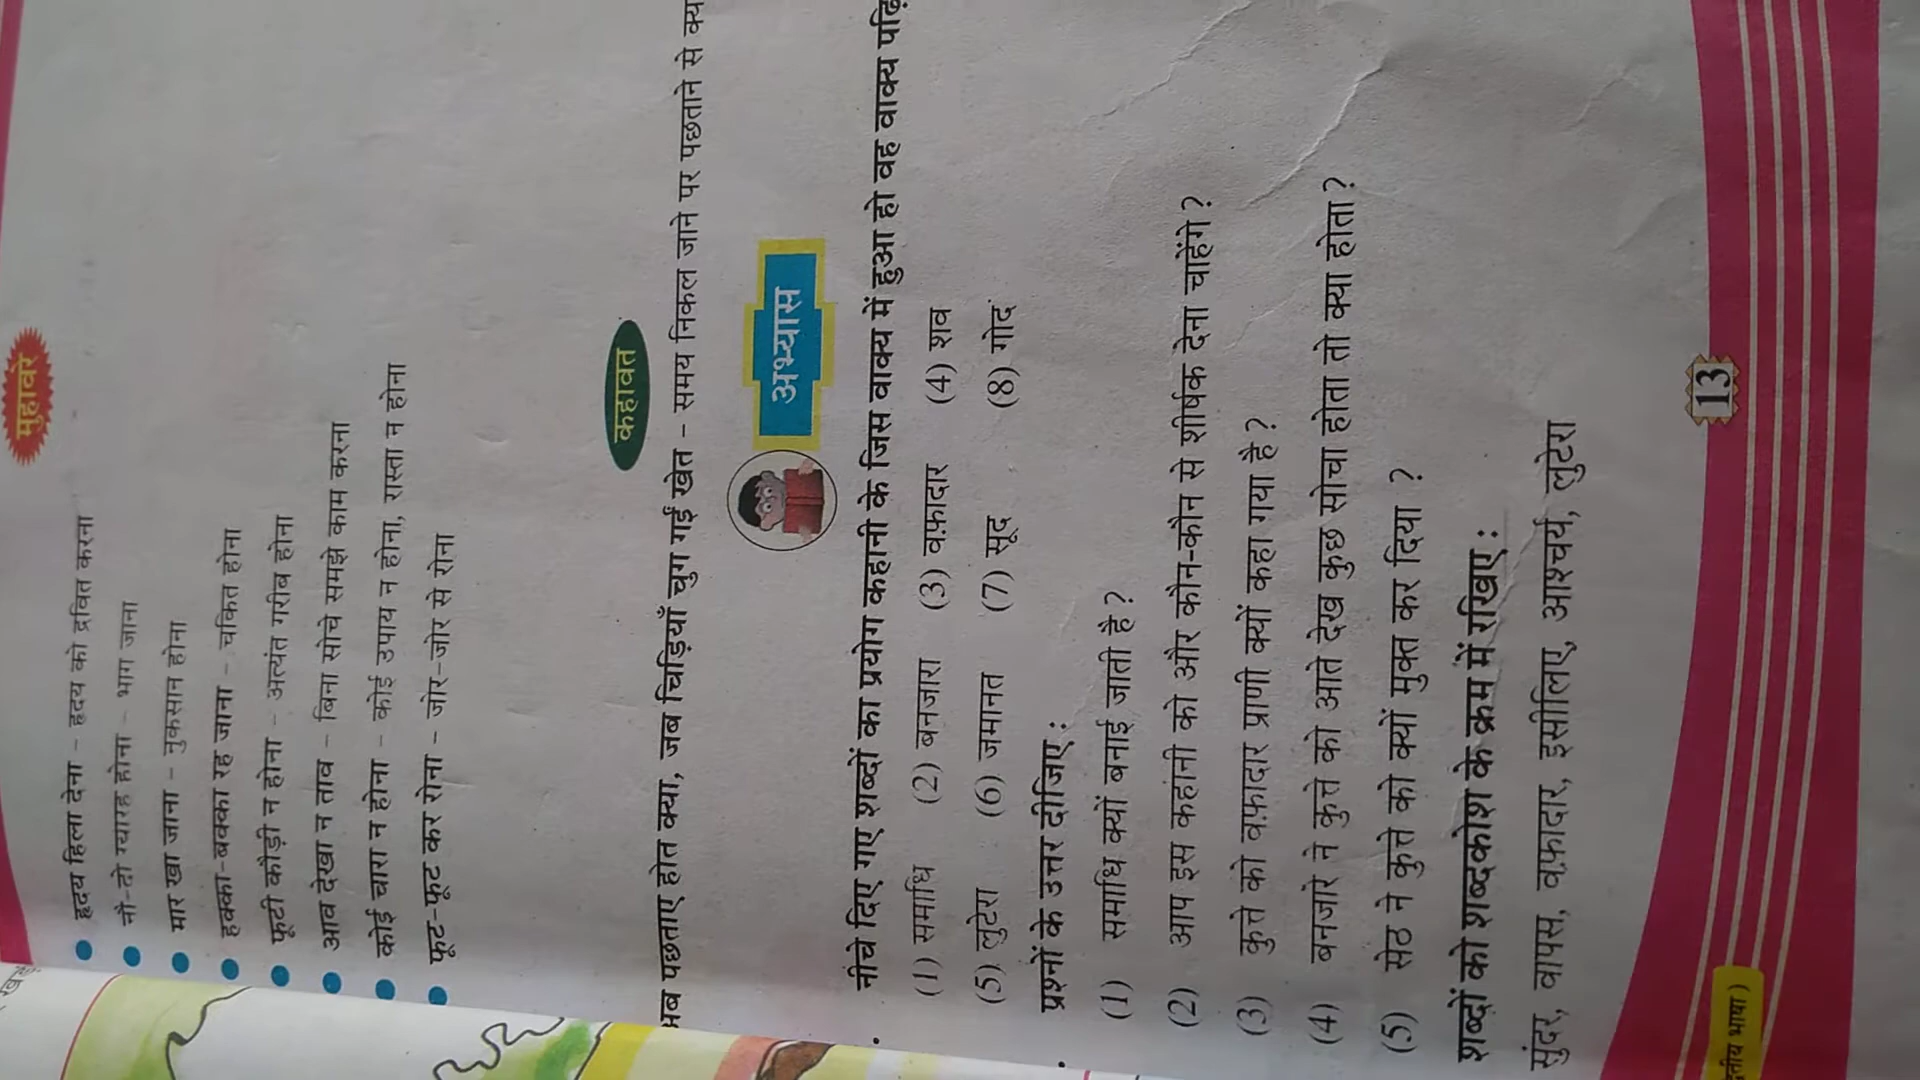 मुहावरे
हृदय हिला देना - हृदय को द्रवित करना
नौ-दो ग्यारह होना - भाग जाना
मार खा जाना - नुकसान होना
हक्का-बक्का रह जाना - चकित होना
फूटी कौड़ी न होना - अत्यंत गरीब होना
आव देखा न ताव - बिना सोचे समझे काम करना
कोई चारा न होना - कोई उपाय न होना, रास्ता न होना
फूट-फूट कर रोना - जोर-जोर से रोना
कहावत
अब पछताए होत क्या, जब चिड़ियाँ चुग गईं खेत - समय निकल जाने पर पछताने से
अभ्यास
नीचे दिए गए शब्दों का प्रयोग कहानी के जिस वाक्य में हुआ हो वह वाक्य
(1) समाधि (2) बनजारा (3) वफ़ादार (4) शव
(5) लुटेरा (6) जमानत (7) सूद (8) गोद
प्रश्नों के उत्तर दीजिए :
(1) समाधि क्यों बनाई जाती है ?
(2) आप इस कहानी को और कौन-कौन से शीर्षक देना चाहेंगे ?
(3) कुत्ते को वफ़ादार प्राणी क्यों कहा गया है ?
(4) बनजारे ने कुत्ते को आते देख कुछ सोचा होता तो क्या होता ?
(5) सेठ ने कुत्ते को क्यों मुक्त कर दिया ?
शब्दों को शब्दकोश के क्रम में रखिए :
सुंदर, वापस, वफ़ादार, इसीलिए, आश्चर्य, लुटेरा
13
भाषा )